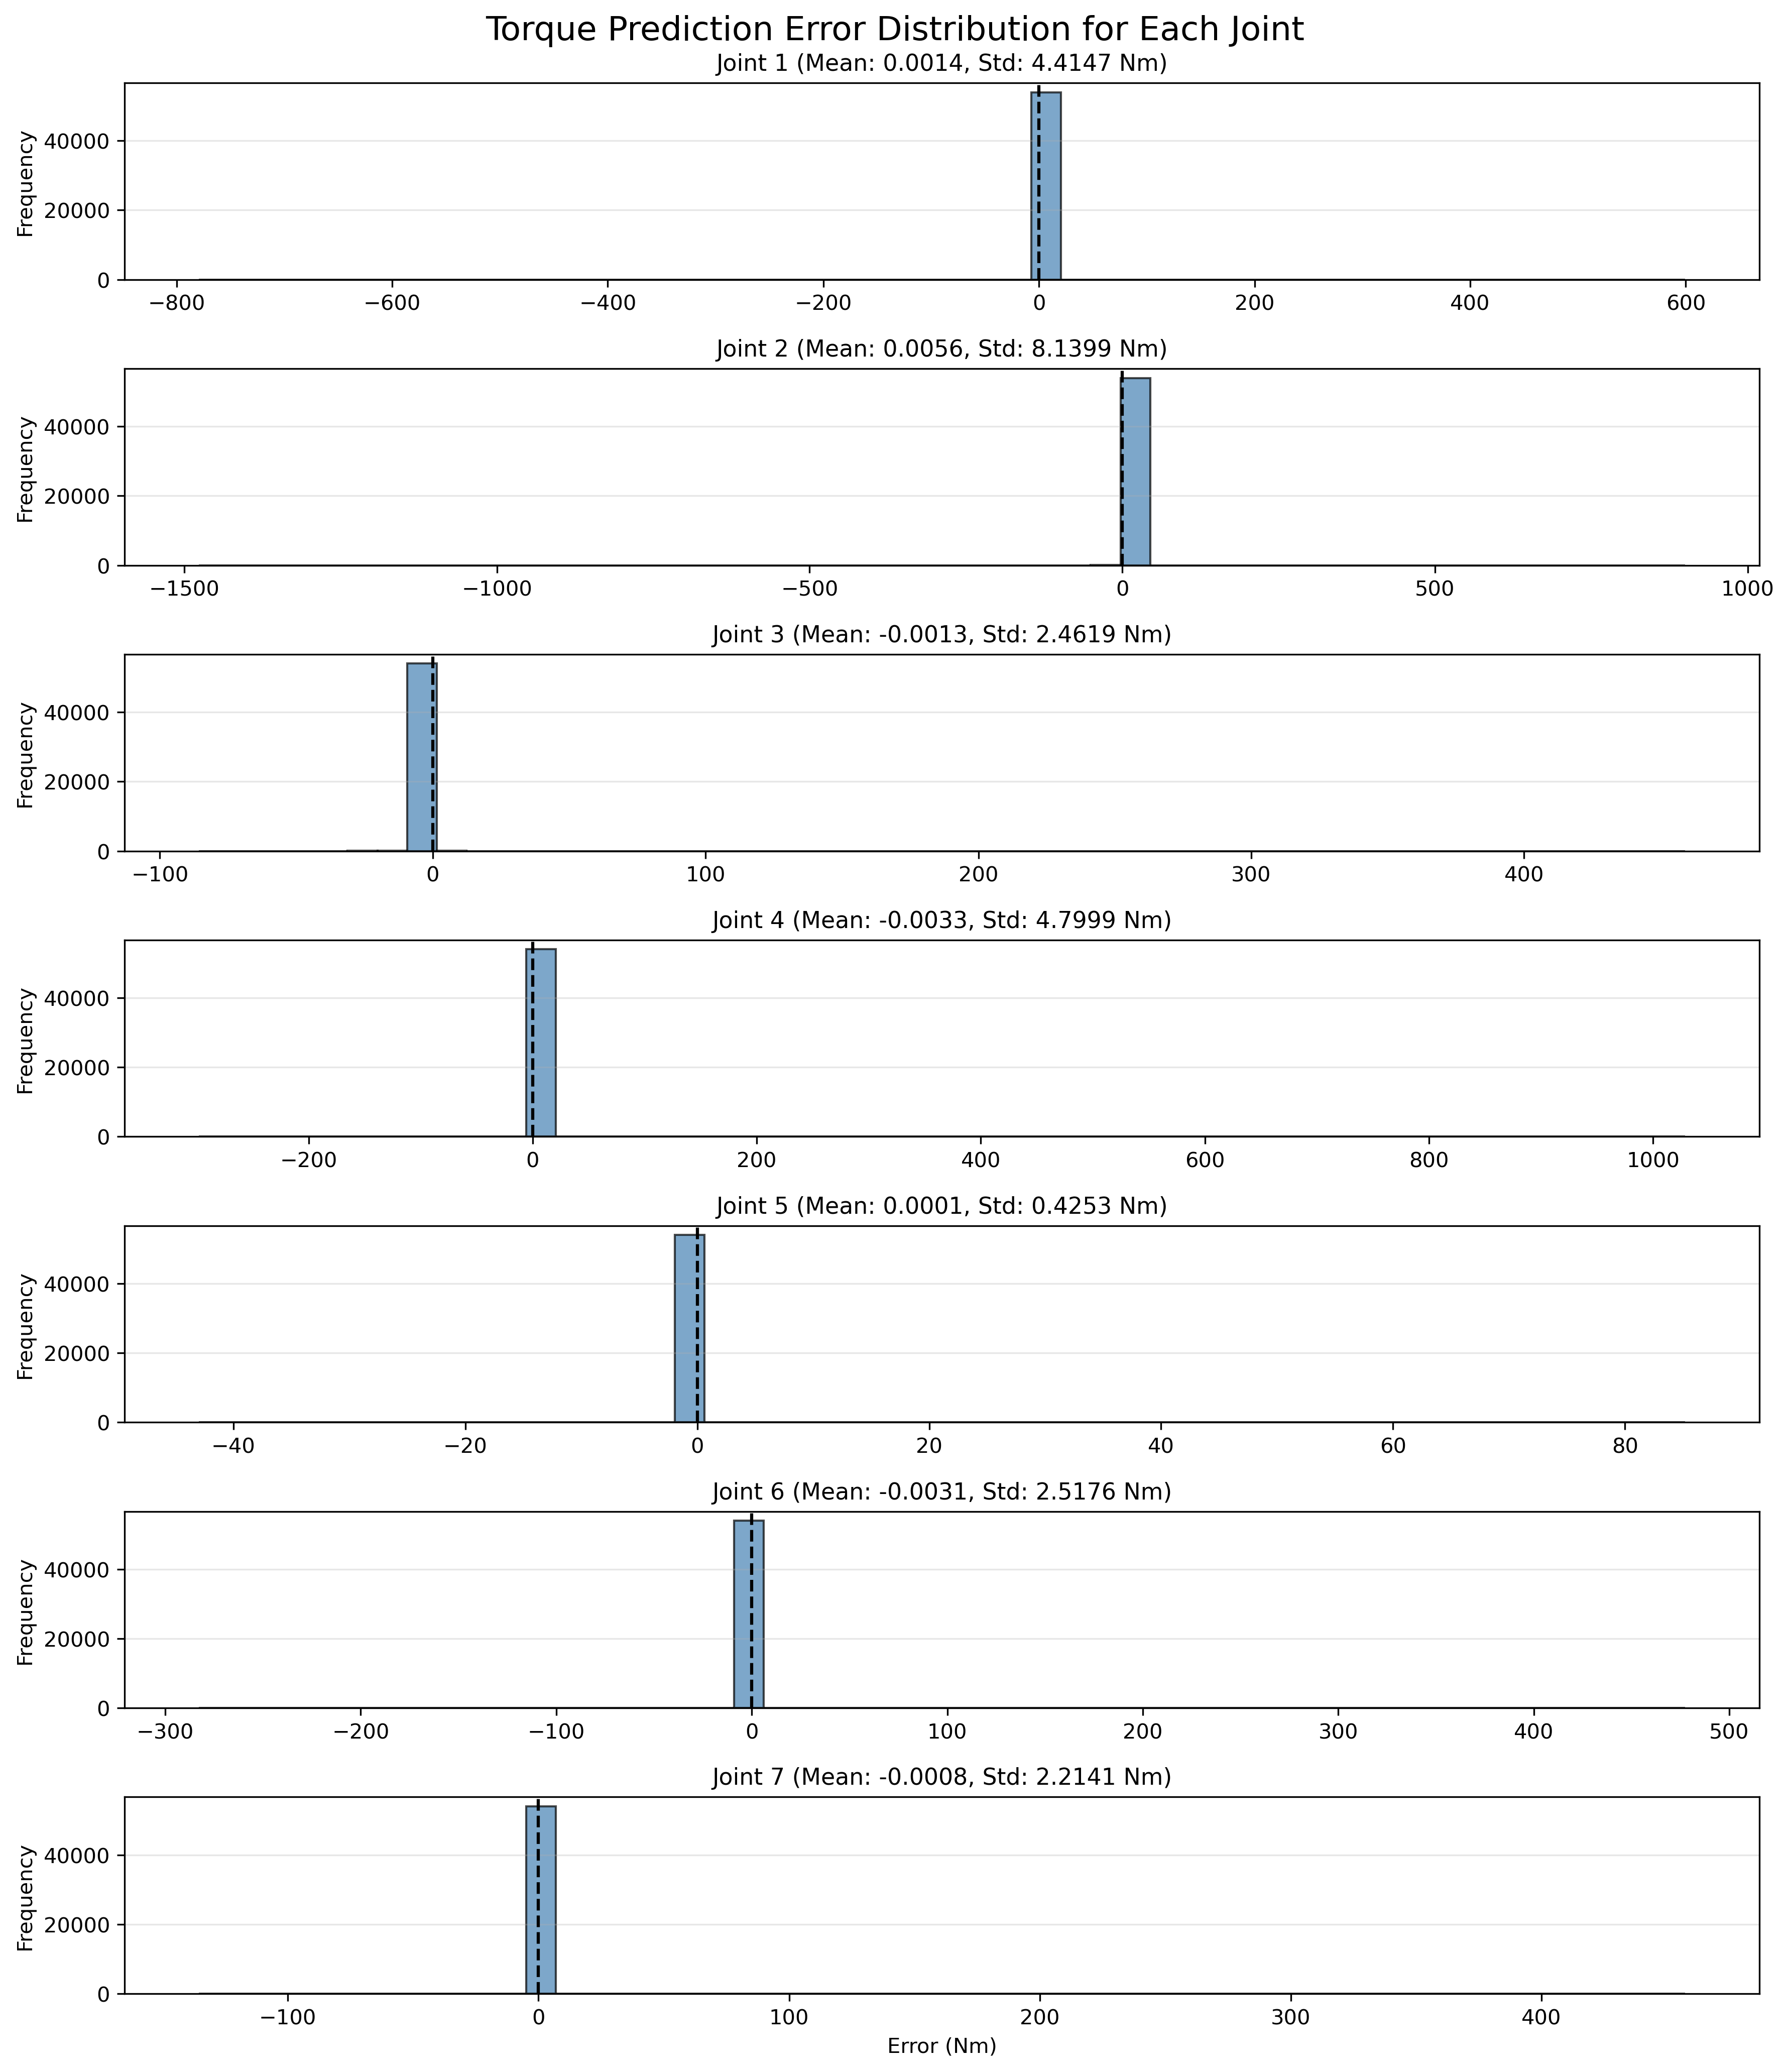 Torque Prediction Error Distribution for Each Joint
Joint 1 (Mean: 0.0014, Std: 4.4147 Nm)
Frequency
40000
20000
0
−800 −600 −400 −200 0 200 400 600
Joint 2 (Mean: 0.0056, Std: 8.1399 Nm)
Frequency
40000
20000
0
−1500 −1000 −500 0 500 1000
Joint 3 (Mean: -0.0013, Std: 2.4619 Nm)
Frequency
40000
20000
0
−100 0 100 200 300 400
Joint 4 (Mean: -0.0033, Std: 4.7999 Nm)
Frequency
40000
20000
0
−200 0 200 400 600 800 1000
Joint 5 (Mean: 0.0001, Std: 0.4253 Nm)
Frequency
40000
20000
0
−40 −20 0 20 40 60 80
Joint 6 (Mean: -0.0031, Std: 2.5176 Nm)
Frequency
40000
20000
0
−300 −200 −100 0 100 200 300 400 500
Joint 7 (Mean: -0.0008, Std: 2.2141 Nm)
Frequency
40000
20000
0
−100 0 100 200 300 400
Error (Nm)